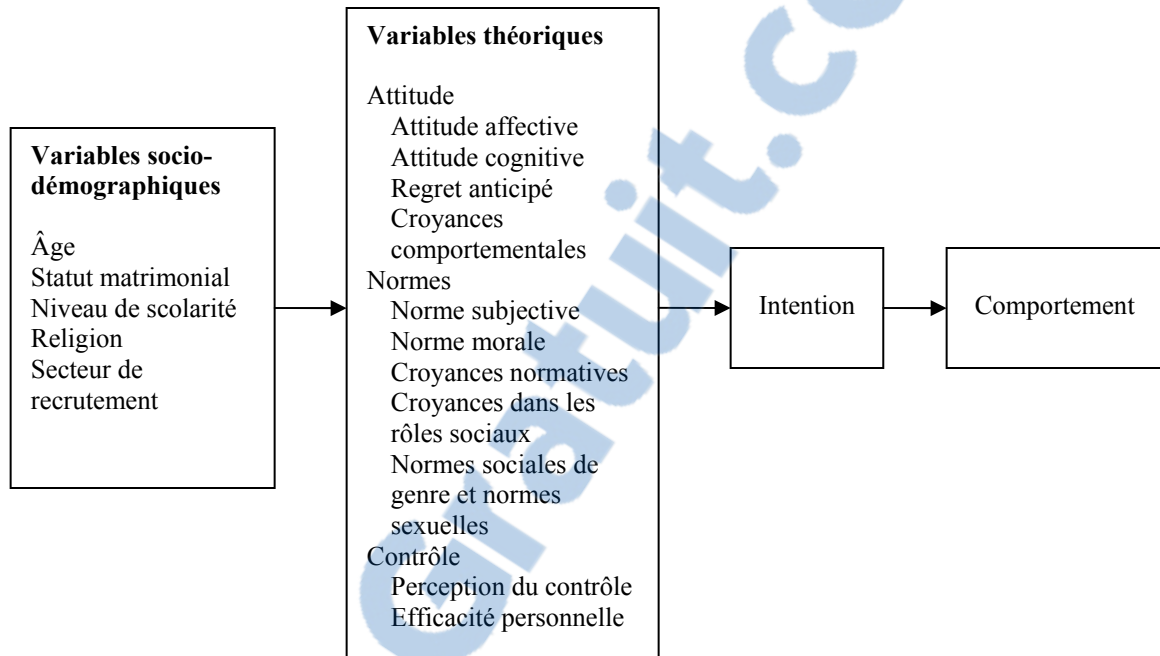 Variables socio-
démographiques
Âge
Statut matrimonial
Niveau de scolarité
Religion
Secteur de
recrutement
Variables théoriques
Attitude
Attitude affective
Attitude cognitive
Regret anticipé
Croyances
comportementales
Normes
Norme subjective
Norme morale
Croyances normatives
Croyances dans les
rôles sociaux
Normes sociales de
genre et normes
sexuelles
Contrôle
Perception du contrôle
Efficacité personnelle
Intention
Comportement
Gratuit.co